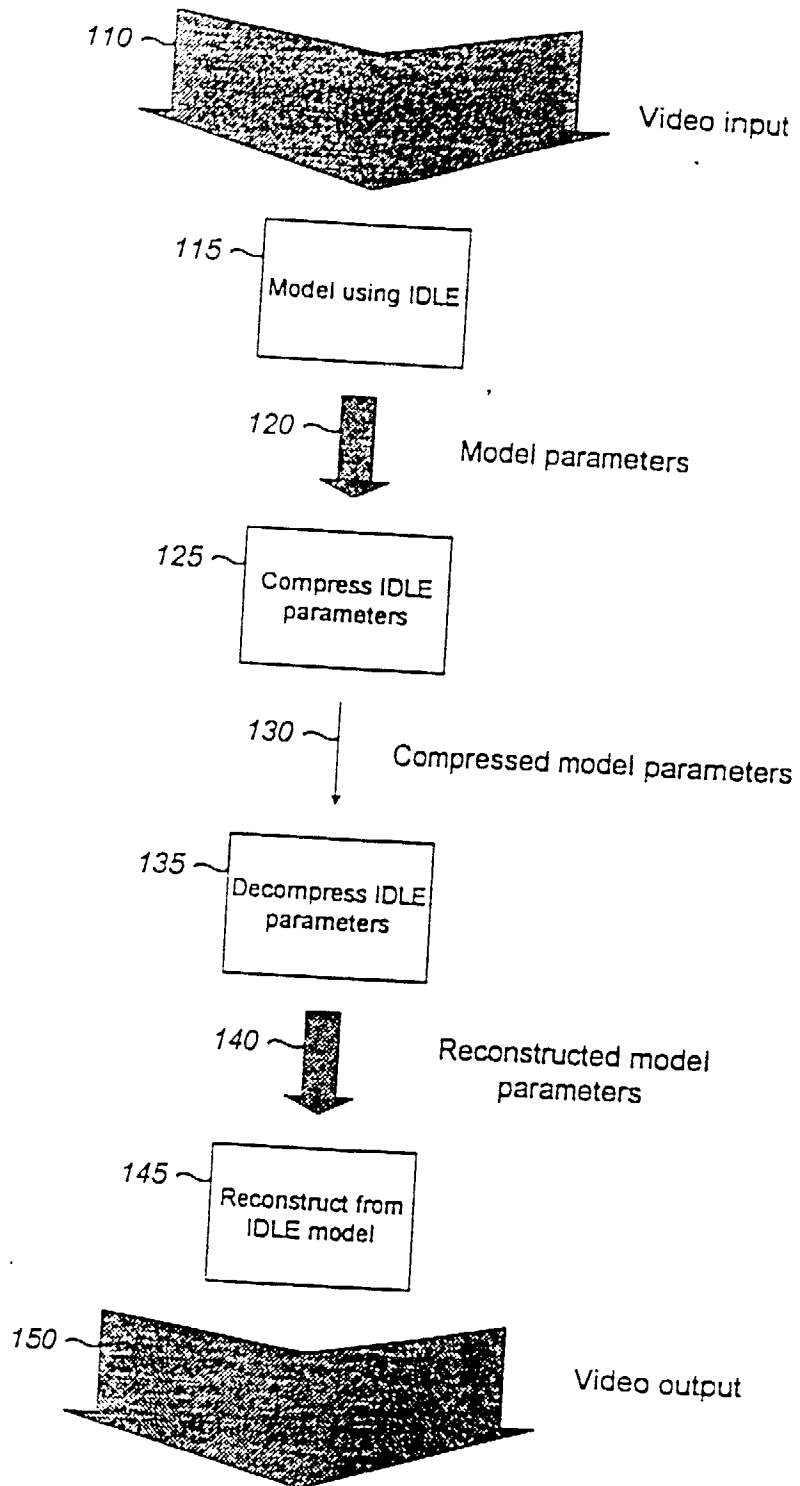 110
Video input
115
Model using IDLE
120
Model parameters
125
Compress IDLE
parameters
130
Compressed model parameters
135
Decompress IDLE
parameters
140
Reconstructed model
parameters
145
Reconstruct from
IDLE model
150
Video output